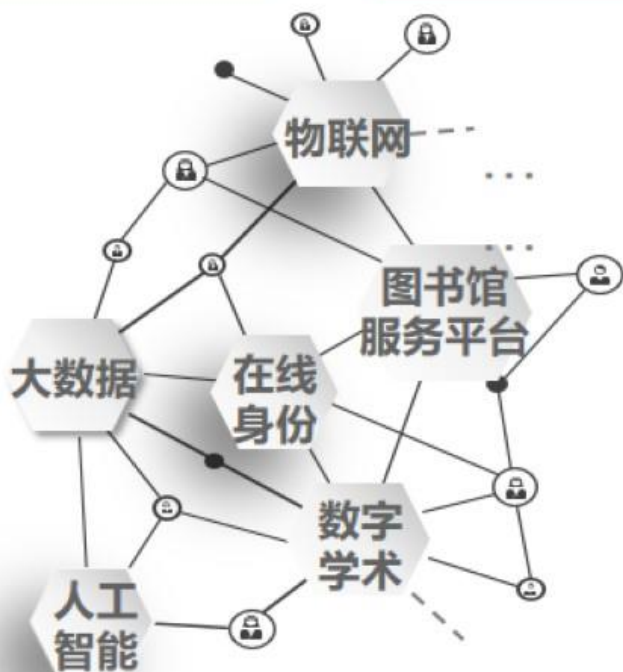 物联网
图书馆
服务平台
大数据
在线
身份
数字
学术
人工
智能